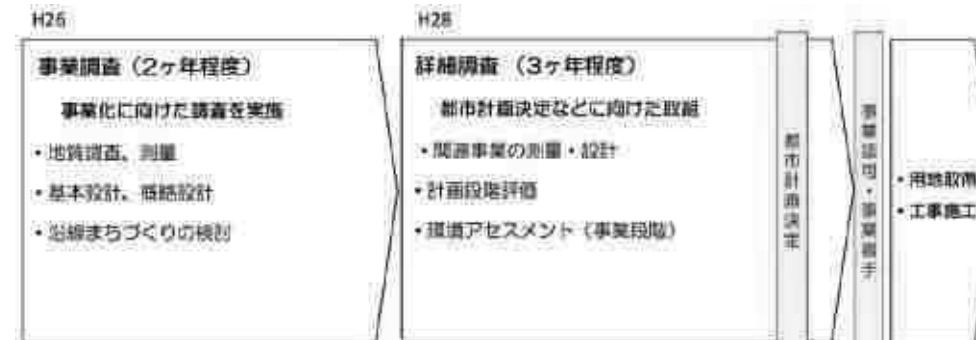 H26
事業調査（2ヶ年程度）
事業化に向けた調査を実施
・地質調査、測量
・基本設計、概略設計
・沿線まちづくりの検討
H28
詳細調査（3ヶ年程度）
都市計画決定などに向けた取組
・関連事業の測量・設計
・計画段階評価
・環境アセスメント（事業段階）
都市計画決定
事業認可・事業着手
・用地取得
・工事施工